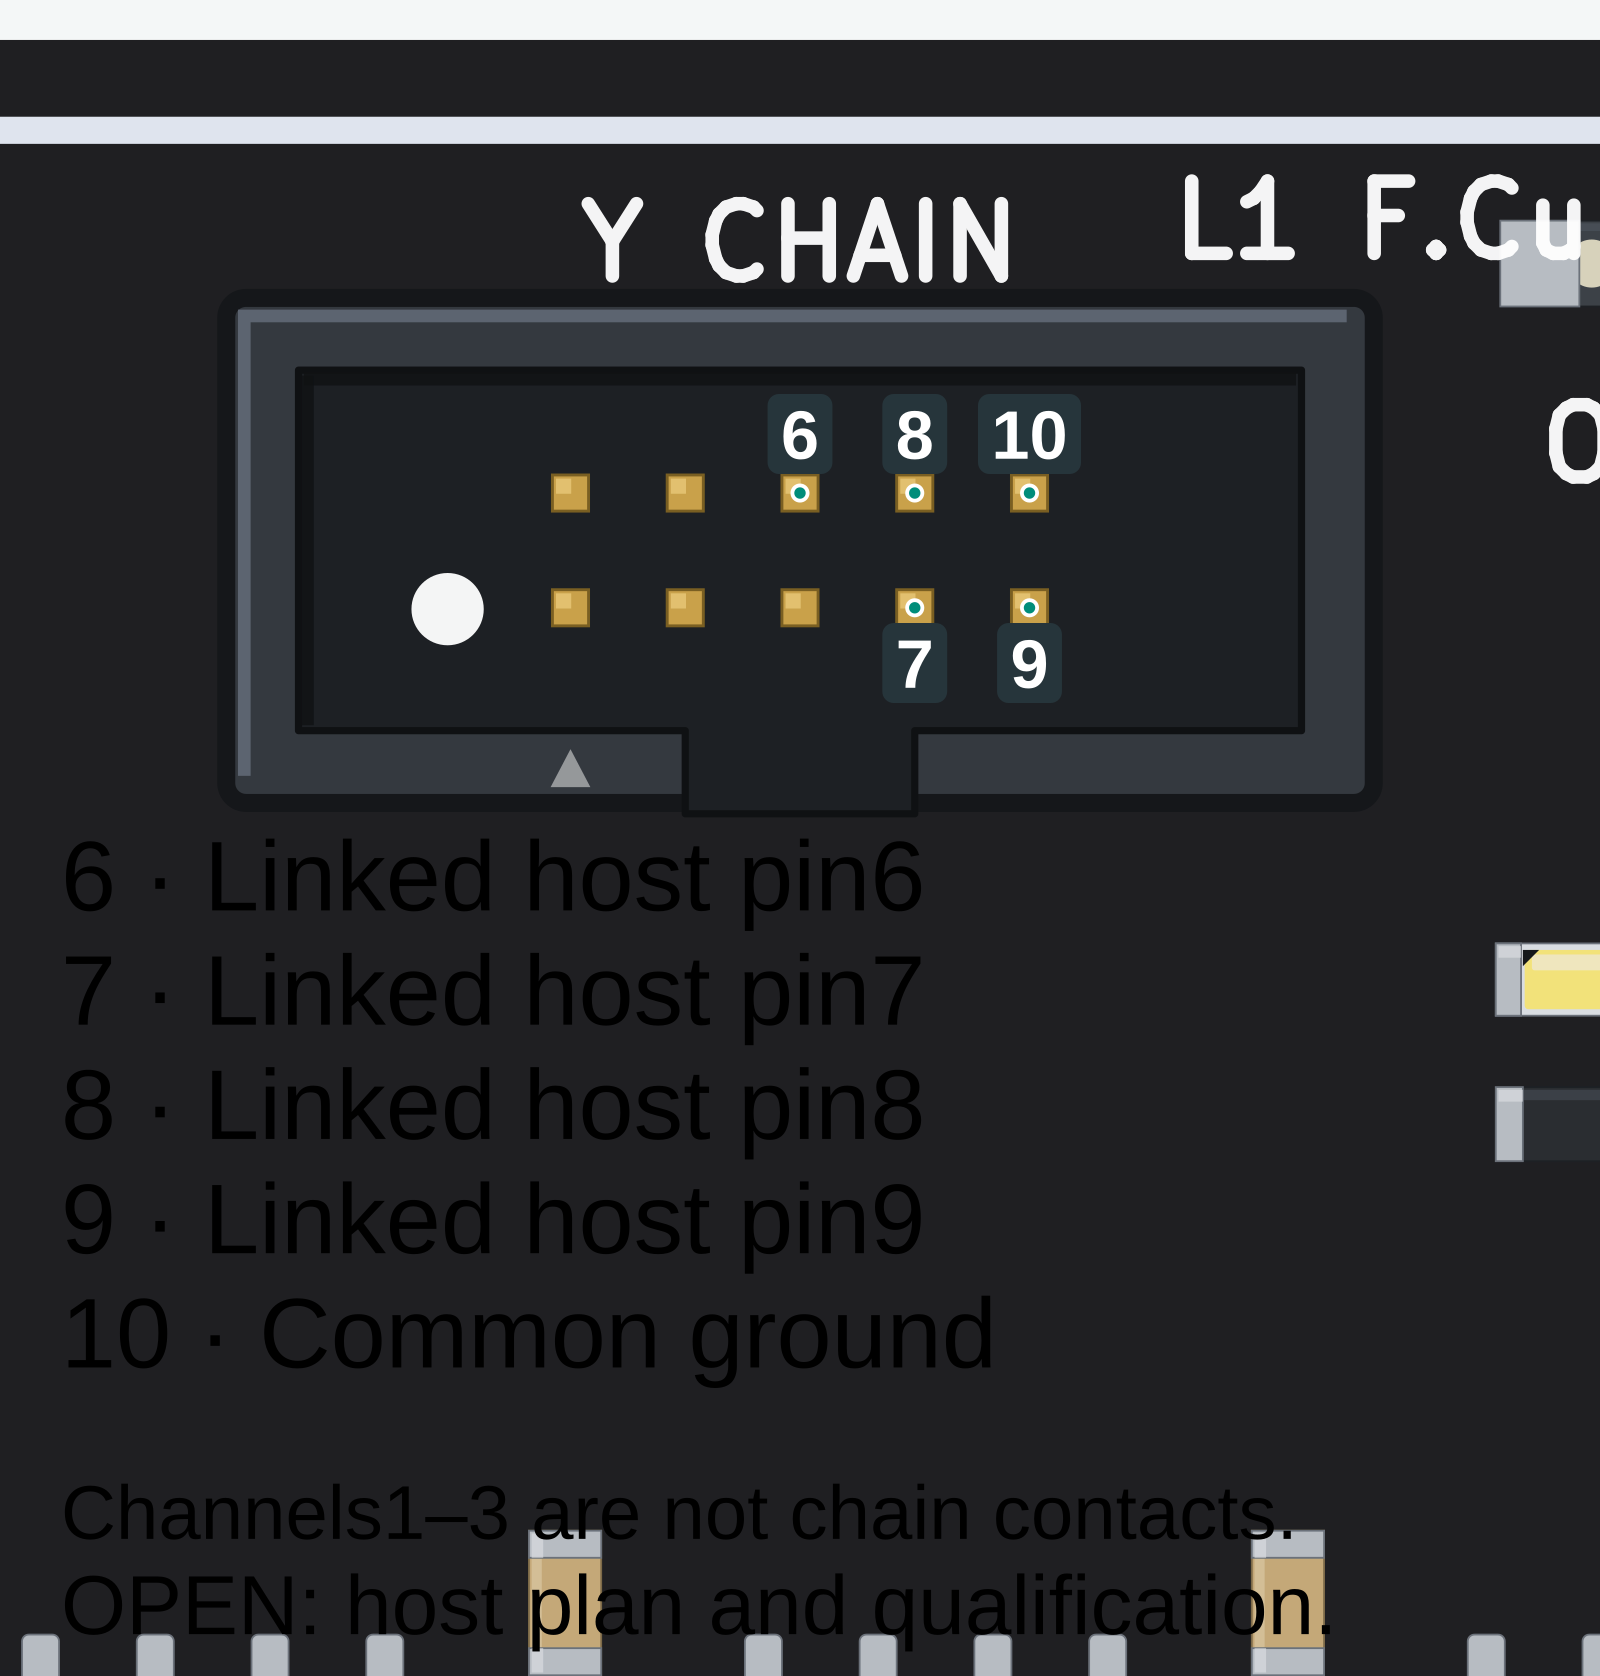 Y CHAIN
L1 F.Cu
6 8 10
7 9
6 · Linked host pin6
7 · Linked host pin7
8 · Linked host pin8
9 · Linked host pin9
10 · Common ground
Channels1–3 are not chain contacts.
OPEN: host plan and qualification.